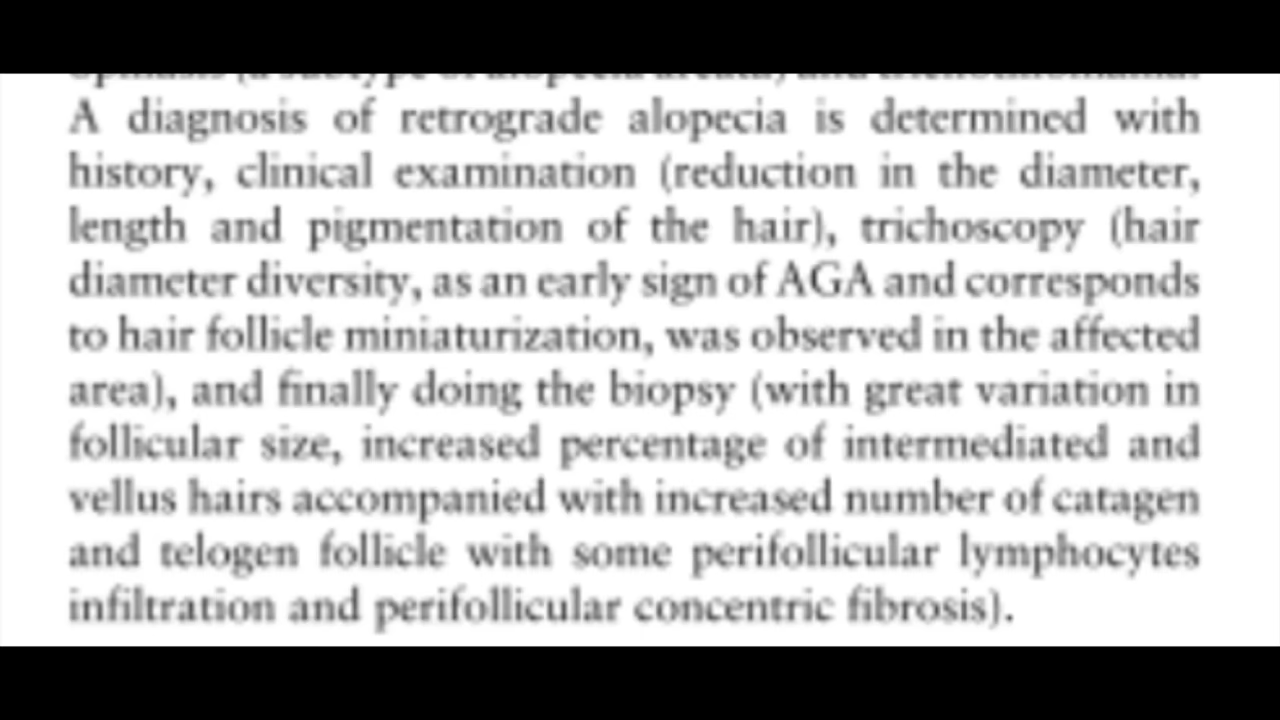 A diagnosis of retrograde alopecia is determined with
history, clinical examination (reduction in the diameter,
length and pigmentation of the hair), trichoscopy (hair
diameter diversity, as an early sign of AGA and corresponds
to hair follicle miniaturization, was observed in the affected
area), and finally doing the biopsy (with great variation in
follicular size, increased percentage of intermediated and
vellus hairs accompanied with increased number of catagen
and telogen follicle with some perifollicular lymphocytes
infiltration and perifollicular concentric fibrosis).